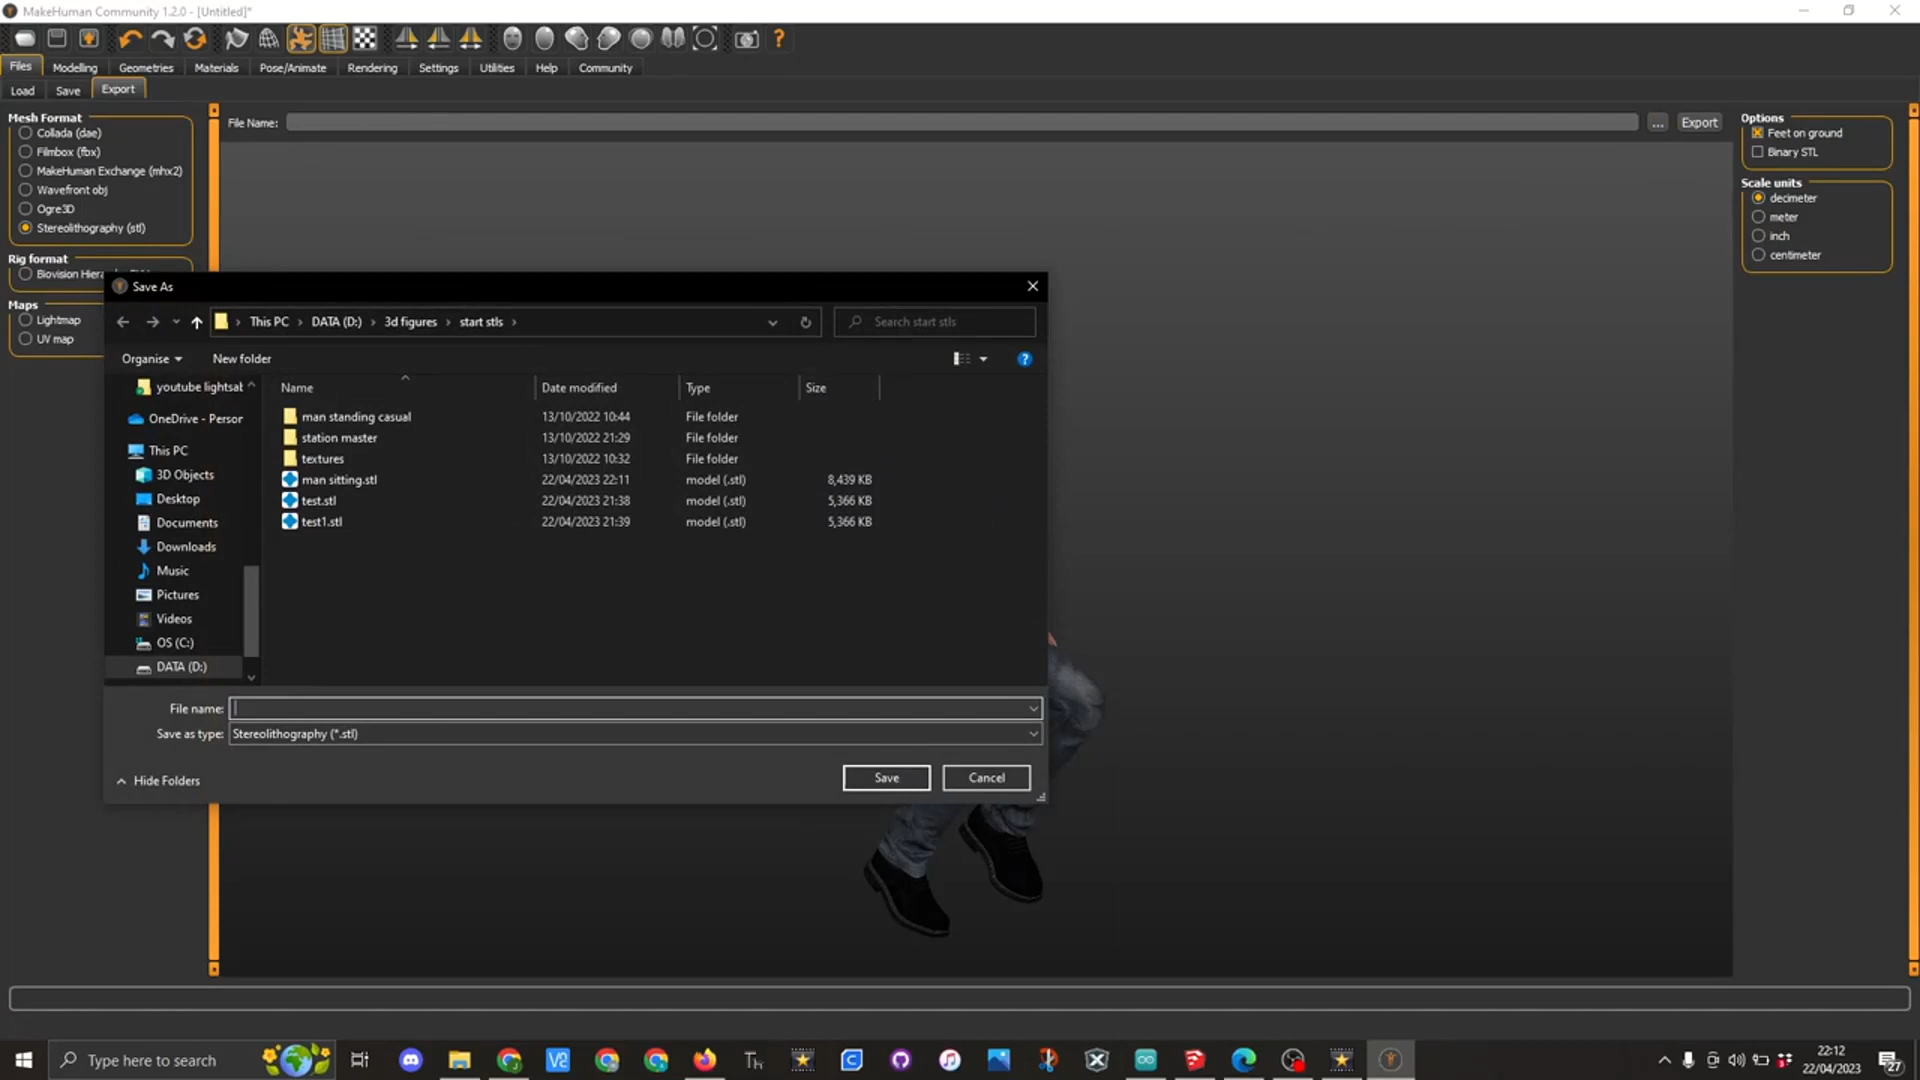 MakeHuman Community 1.2.0 - [Untitled]*
Files
Modelling
Geometries
Materials
Pose/Animate
Rendering
Settings
Utilities
Help
Community
Load
Save
Export
Mesh Format
Collada (dae)
Filmbox (fbx)
MakeHuman Exchange (mhx2)
Wavefront obj
Ogre3D
Stereolithography (stl)
Rig format
Biovision Hiera
Maps
Lightmap
UV map
File Name:
...
Export
Options
Feet on ground
Binary STL
Scale units
decimeter
meter
inch
centimeter
Save As
This PC > DATA (D:) > 3d figures > start stls >
Search start stls
Organise
New folder
?
youtube lightsab
OneDrive - Person
This PC
3D Objects
Desktop
Documents
Downloads
Music
Pictures
Videos
OS (C:)
DATA (D:)
Name Date modified Type Size
man standing casual 13/10/2022 10:44 File folder
station master 13/10/2022 21:29 File folder
textures 13/10/2022 10:32 File folder
man sitting.stl 22/04/2023 22:11 model (.stl) 8,439 KB
test.stl 22/04/2023 21:38 model (.stl) 5,366 KB
test1.stl 22/04/2023 21:39 model (.stl) 5,366 KB
File name:
Save as type: Stereolithography (*.stl)
Hide Folders
Save
Cancel
Type here to search
Th
22:12
22/04/2023
27